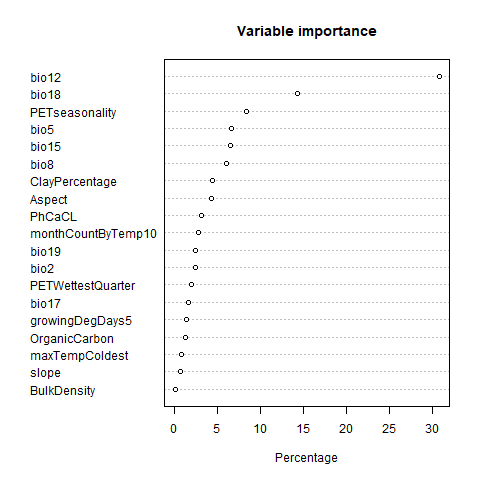 Variable importance
bio12
bio18
PETseasonality
bio5
bio15
bio8
ClayPercentage
Aspect
PhCaCL
monthCountByTemp10
bio19
bio2
PETWettestQuarter
bio17
growingDegDays5
OrganicCarbon
maxTempColdest
slope
BulkDensity
0 5 10 15 20 25 30
Percentage